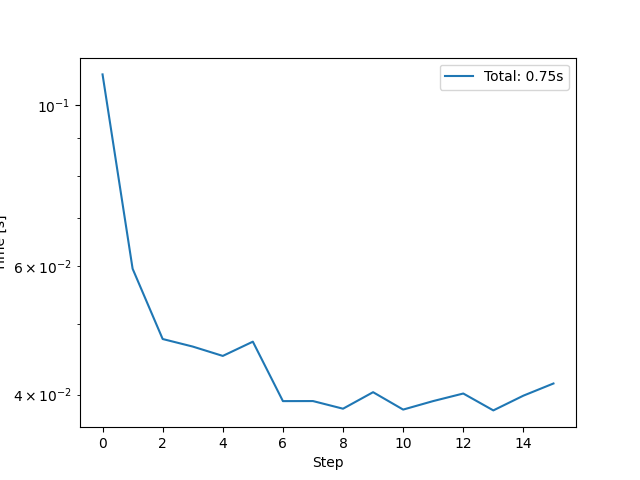 Total: 0.75s
10⁻¹
6 × 10⁻²
4 × 10⁻²
0 2 4 6 8 10 12 14
Step
[s]